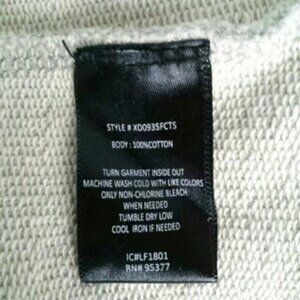 STYLE # XD0935FCTS
BODY : 100%COTTON
TURN GARMENT INSIDE OUT
MACHINE WASH COLD WITH LIKE COLORS
ONLY NON-CHLORINE BLEACH
WHEN NEEDED
TUMBLE DRY LOW
COOL IRON IF NEEDED
IC#LF1801
RN# 95377